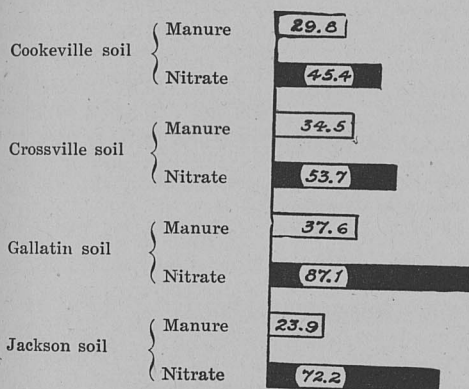 Manure 29.8
Cookeville soil
Nitrate 45.4
Manure 34.5
Crossville soil
Nitrate 53.7
Manure 37.6
Gallatin soil
Nitrate 87.1
Manure 23.9
Jackson soil
Nitrate 72.2